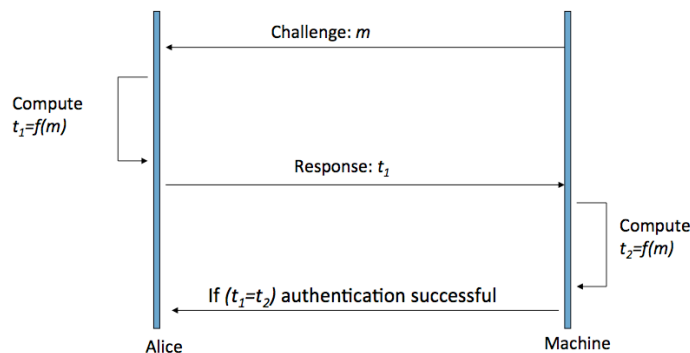 Challenge: m
Compute
t₁=f(m)
Response: t₁
Compute
t₂=f(m)
If (t₁=t₂) authentication successful
Alice
Machine